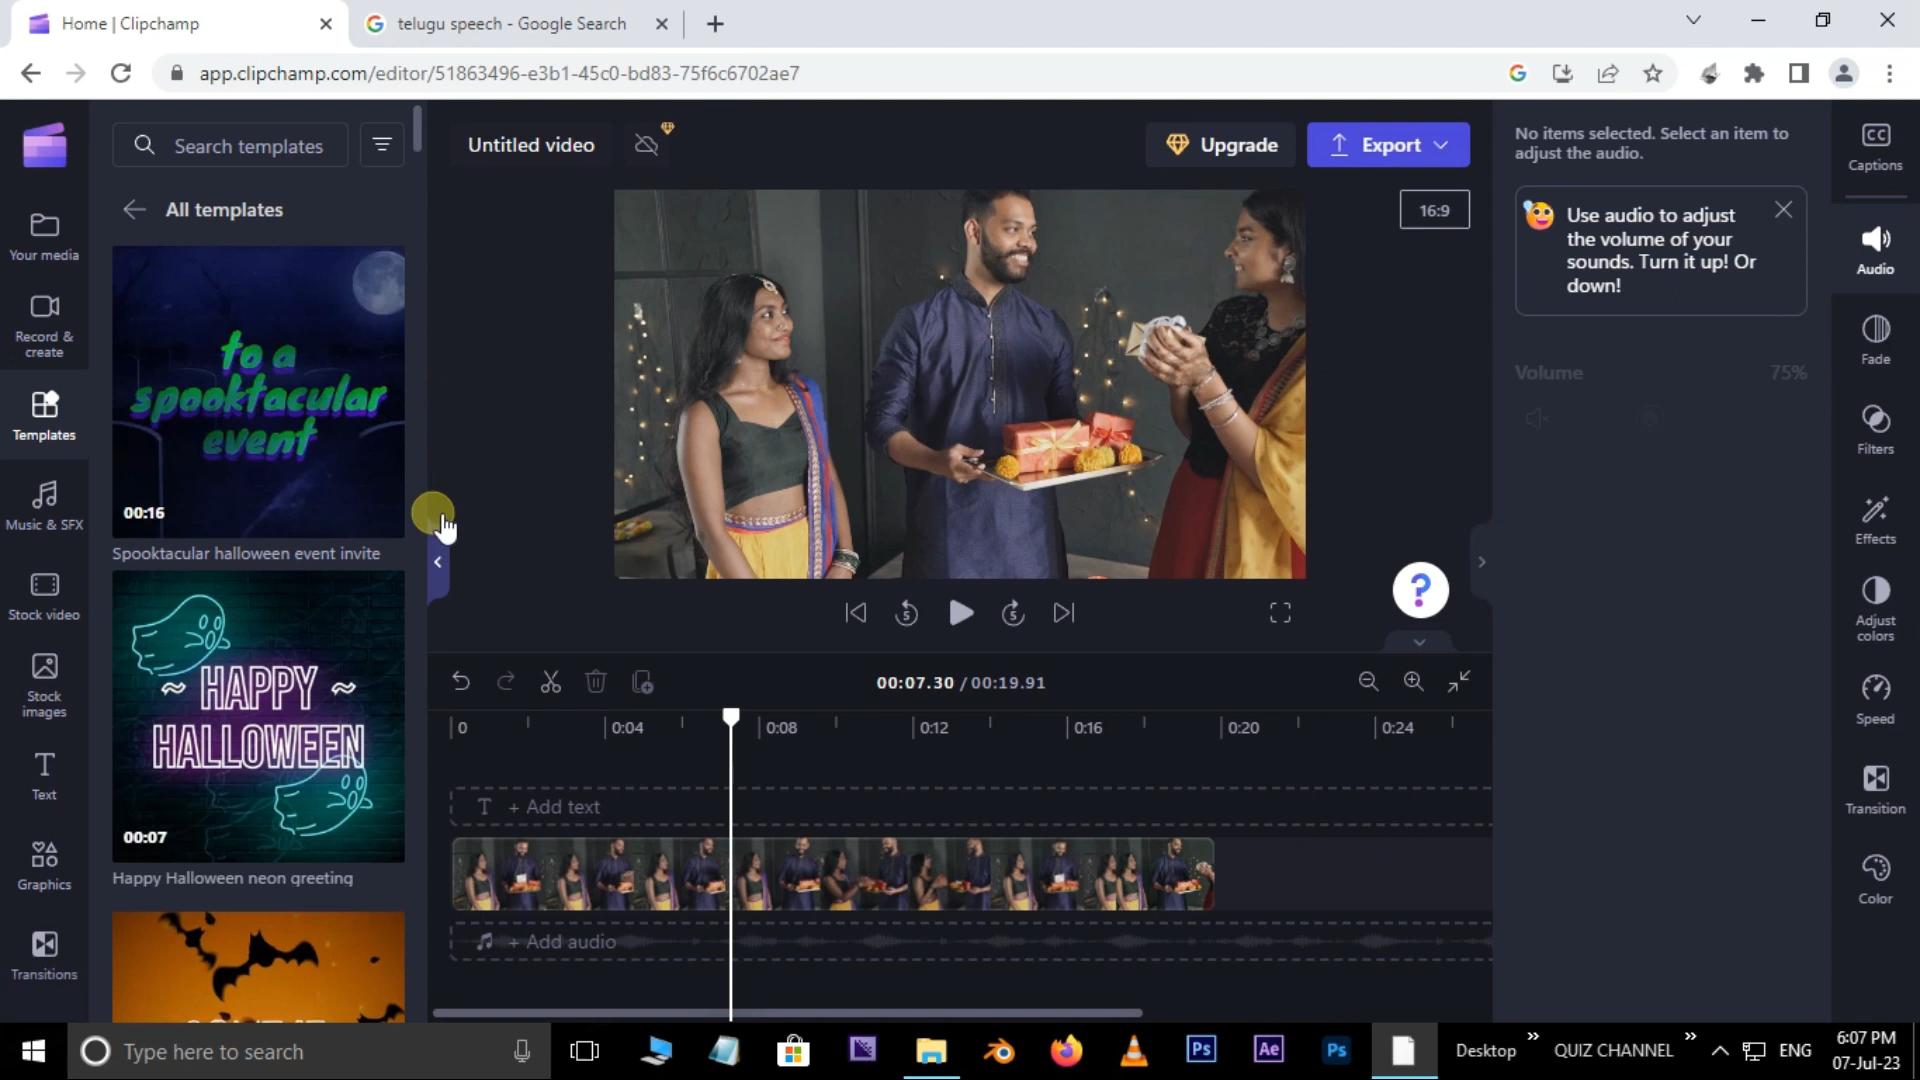 Home | Clipchamp
telugu speech - Google Search
app.clipchamp.com/editor/51863496-e3b1-45c0-bd83-75f6c6702ae7
Your media
Record &
create
Templates
Music & SFX
Stock video
Stock
images
Text
Graphics
Transitions
Search templates
All templates
to a
spooktacular
event
00:16
Spooktacular halloween event invite
~ HAPPY ~
HALLOWEEN
00:07
Happy Halloween neon greeting
Untitled video
Upgrade
Export
16:9
5
5
?
00:07.30 / 00:19.91
0
0:04
0:08
0:12
0:16
0:20
0:24
T + Add text
+ Add audio
No items selected. Select an item to
adjust the audio.
Use audio to adjust
the volume of your
sounds. Turn it up! Or
down!
Volume 75%
CC
Captions
Audio
Fade
Filters
Effects
Adjust
colors
Speed
Transition
Color
Type here to search
Ps
Ae
Ps
Desktop
QUIZ CHANNEL
ENG
6:07 PM
07-Jul-23